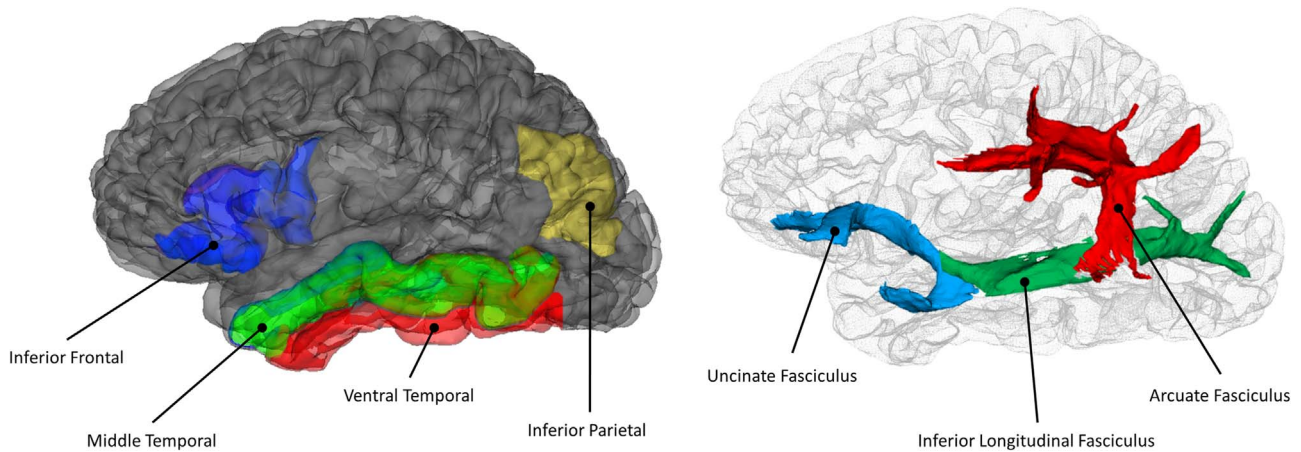 Inferior Frontal
Middle Temporal
Ventral Temporal
Inferior Parietal
Uncinate Fasciculus
Inferior Longitudinal Fasciculus
Arcuate Fasciculus